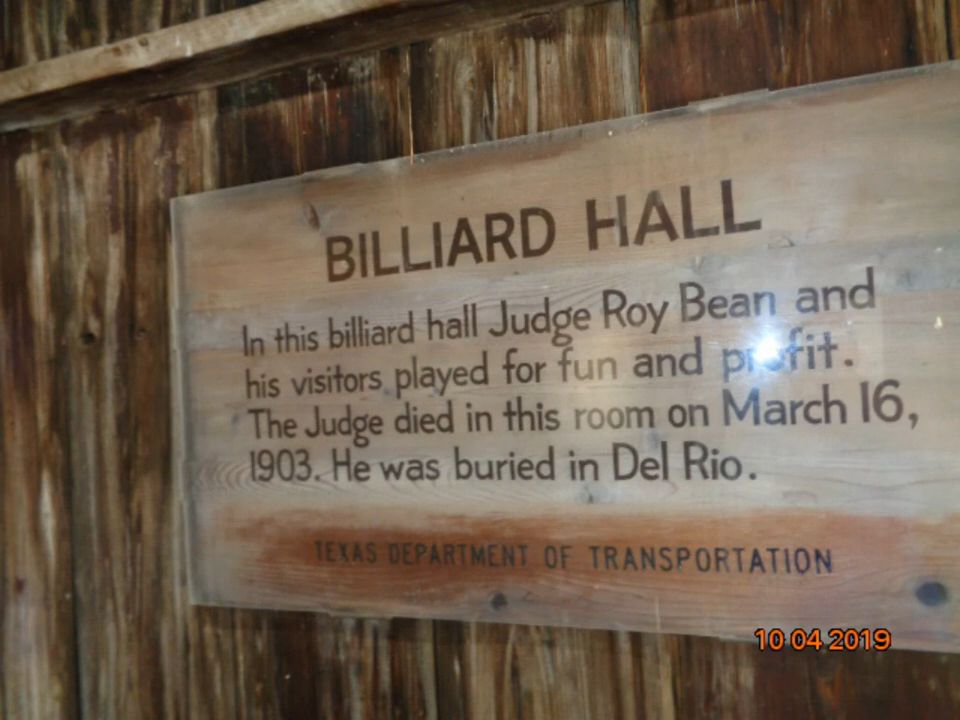 BILLIARD HALL
In this billiard hall Judge Roy Bean and
his visitors played for fun and profit.
The Judge died in this room on March 16,
1903. He was buried in Del Rio.
TEXAS DEPARTMENT OF TRANSPORTATION
10 04 2019